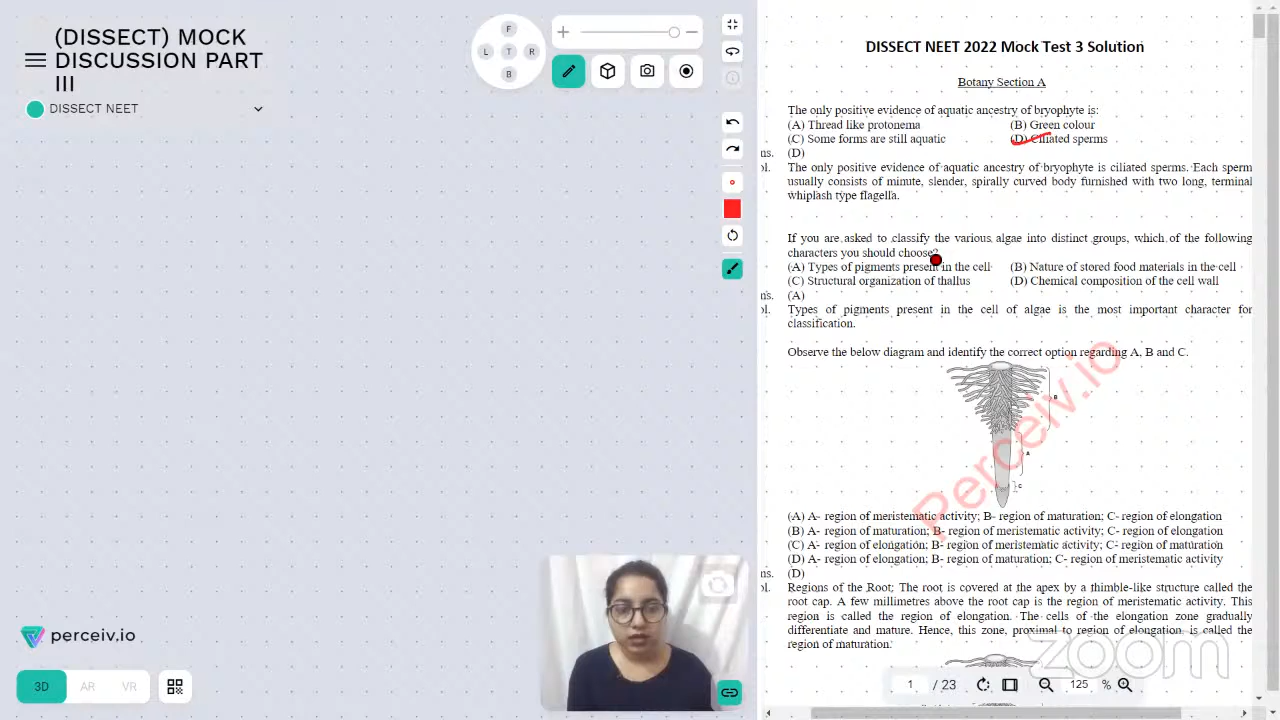 (DISSECT) MOCK
DISCUSSION PART
III
DISSECT NEET
F
L T R
B
DISSECT NEET 2022 Mock Test 3 Solution
Botany Section A
The only positive evidence of aquatic ancestry of bryophyte is:
(A) Thread like protonema (B) Green colour
(C) Some forms are still aquatic (D) Ciliated sperms
ns. (D)
ol. The only positive evidence of aquatic ancestry of bryophyte is ciliated sperms. Each sperm
usually consists of minute, slender, spirally curved body furnished with two long, terminal
whiplash type flagella.
If you are asked to classify the various algae into distinct groups, which of the following
characters you should choose?
(A) Types of pigments present in the cell (B) Nature of stored food materials in the cell
(C) Structural organization of thallus (D) Chemical composition of the cell wall
ns. (A)
ol. Types of pigments present in the cell of algae is the most important character for
classification.
Observe the below diagram and identify the correct option regarding A, B and C.
B
A
C
Perceiv.io
(A) A- region of meristematic activity; B- region of maturation; C- region of elongation
(B) A- region of maturation; B- region of meristematic activity; C- region of elongation
(C) A- region of elongation; B- region of meristematic activity; C- region of maturation
(D) A- region of elongation; B- region of maturation; C- region of meristematic activity
ns. (D)
ol. Regions of the Root: The root is covered at the apex by a thimble-like structure called the
root cap. A few millimetres above the root cap is the region of meristematic activity. This
region is called the region of elongation. The cells of the elongation zone gradually
differentiate and mature. Hence, this zone, proximal to region of elongation is called the
region of maturation.
perceiv.io
zoom
3D AR VR
1 / 23 125 %